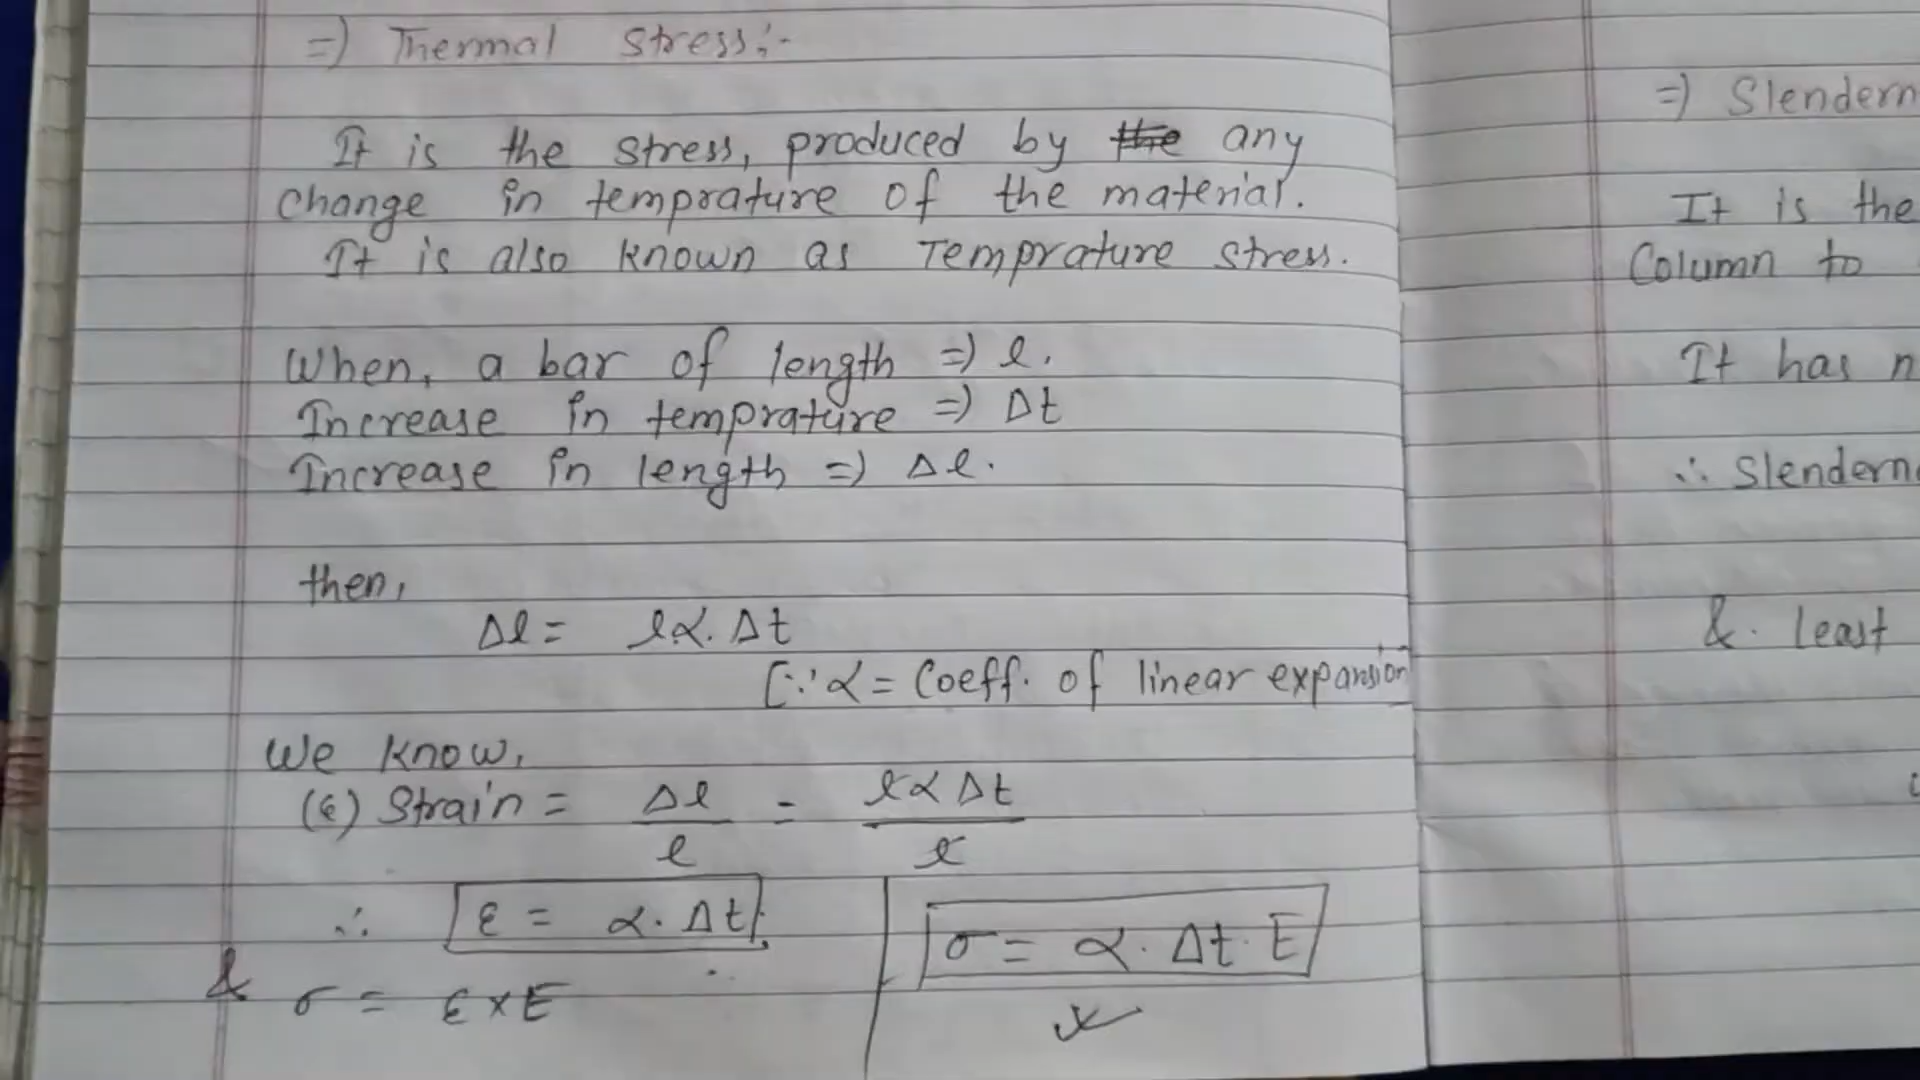 =) Thermal Stress:-
It is the stress, produced by the any
change in temprature of the material.
It is also known as Temprature stress.
When, a bar of length =) l.
Increase in temprature =) Δt
Increase in length =) Δl.
then,
Δl = lα. Δt
[∵ α = Coeff. of linear expansion
We know,
(ε) Strain = Δl / l = lαΔt / l
∴ ε = α. Δt
& σ = ε × E
σ = α. Δt. E
=) Slendern
It is the
Column to
It has n
∴ Slendern
&. least